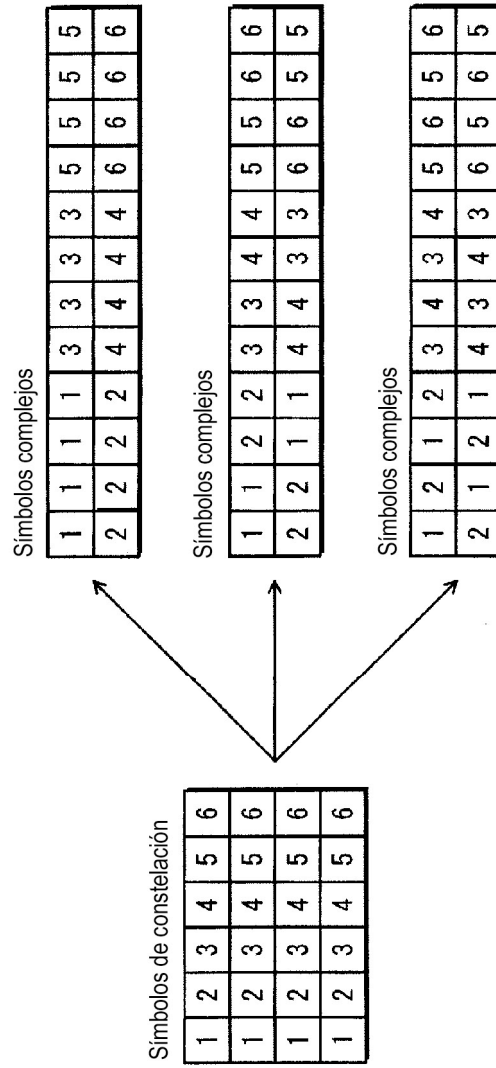 Símbolos de constelación
1 2 3 4 5 6
1 2 3 4 5 6
1 2 3 4 5 6
1 2 3 4 5 6
Símbolos complejos
1 1 1 1 3 3 3 3 5 5 5 5
2 2 2 2 4 4 4 4 6 6 6 6
Símbolos complejos
1 1 2 2 3 3 4 4 5 5 6 6
2 2 1 1 4 4 3 3 6 6 5 5
Símbolos complejos
1 2 1 2 3 4 3 4 5 6 5 6
2 1 2 1 4 3 4 3 6 5 6 5